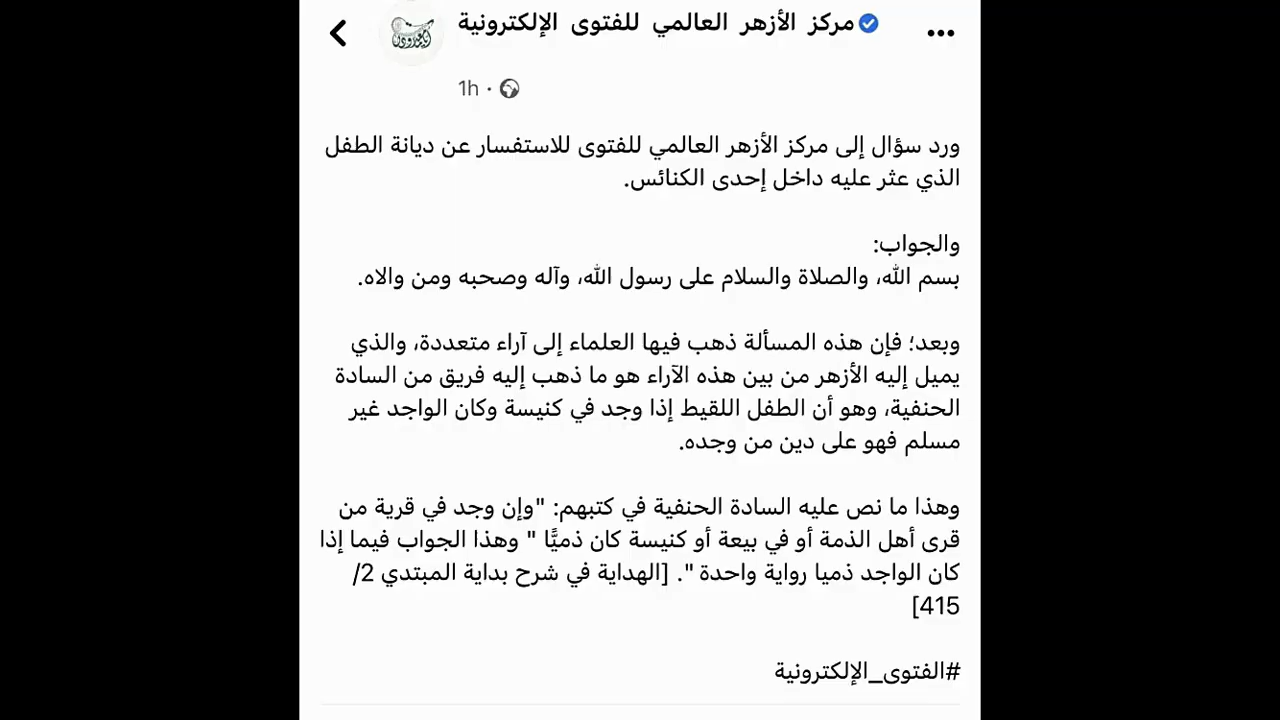 مركز الأزهر العالمي للفتوى الإلكترونية
1h ·
ورد سؤال إلى مركز الأزهر العالمي للفتوى للاستفسار عن ديانة الطفل
الذي عثر عليه داخل إحدى الكنائس.
والجواب:
بسم الله، والصلاة والسلام على رسول الله، وآله وصحبه ومن والاه.
وبعد؛ فإن هذه المسألة ذهب فيها العلماء إلى آراء متعددة، والذي
يميل إليه الأزهر من بين هذه الآراء هو ما ذهب إليه فريق من السادة
الحنفية، وهو أن الطفل اللقيط إذا وجد في كنيسة وكان الواجد غير
مسلم فهو على دين من وجده.
وهذا ما نص عليه السادة الحنفية في كتبهم: "وإن وجد في قرية من
قرى أهل الذمة أو في بيعة أو كنيسة كان ذميًّا " وهذا الجواب فيما إذا
كان الواجد ذميا رواية واحدة ". [الهداية في شرح بداية المبتدي 2/
415]
#الفتوى_الإلكترونية